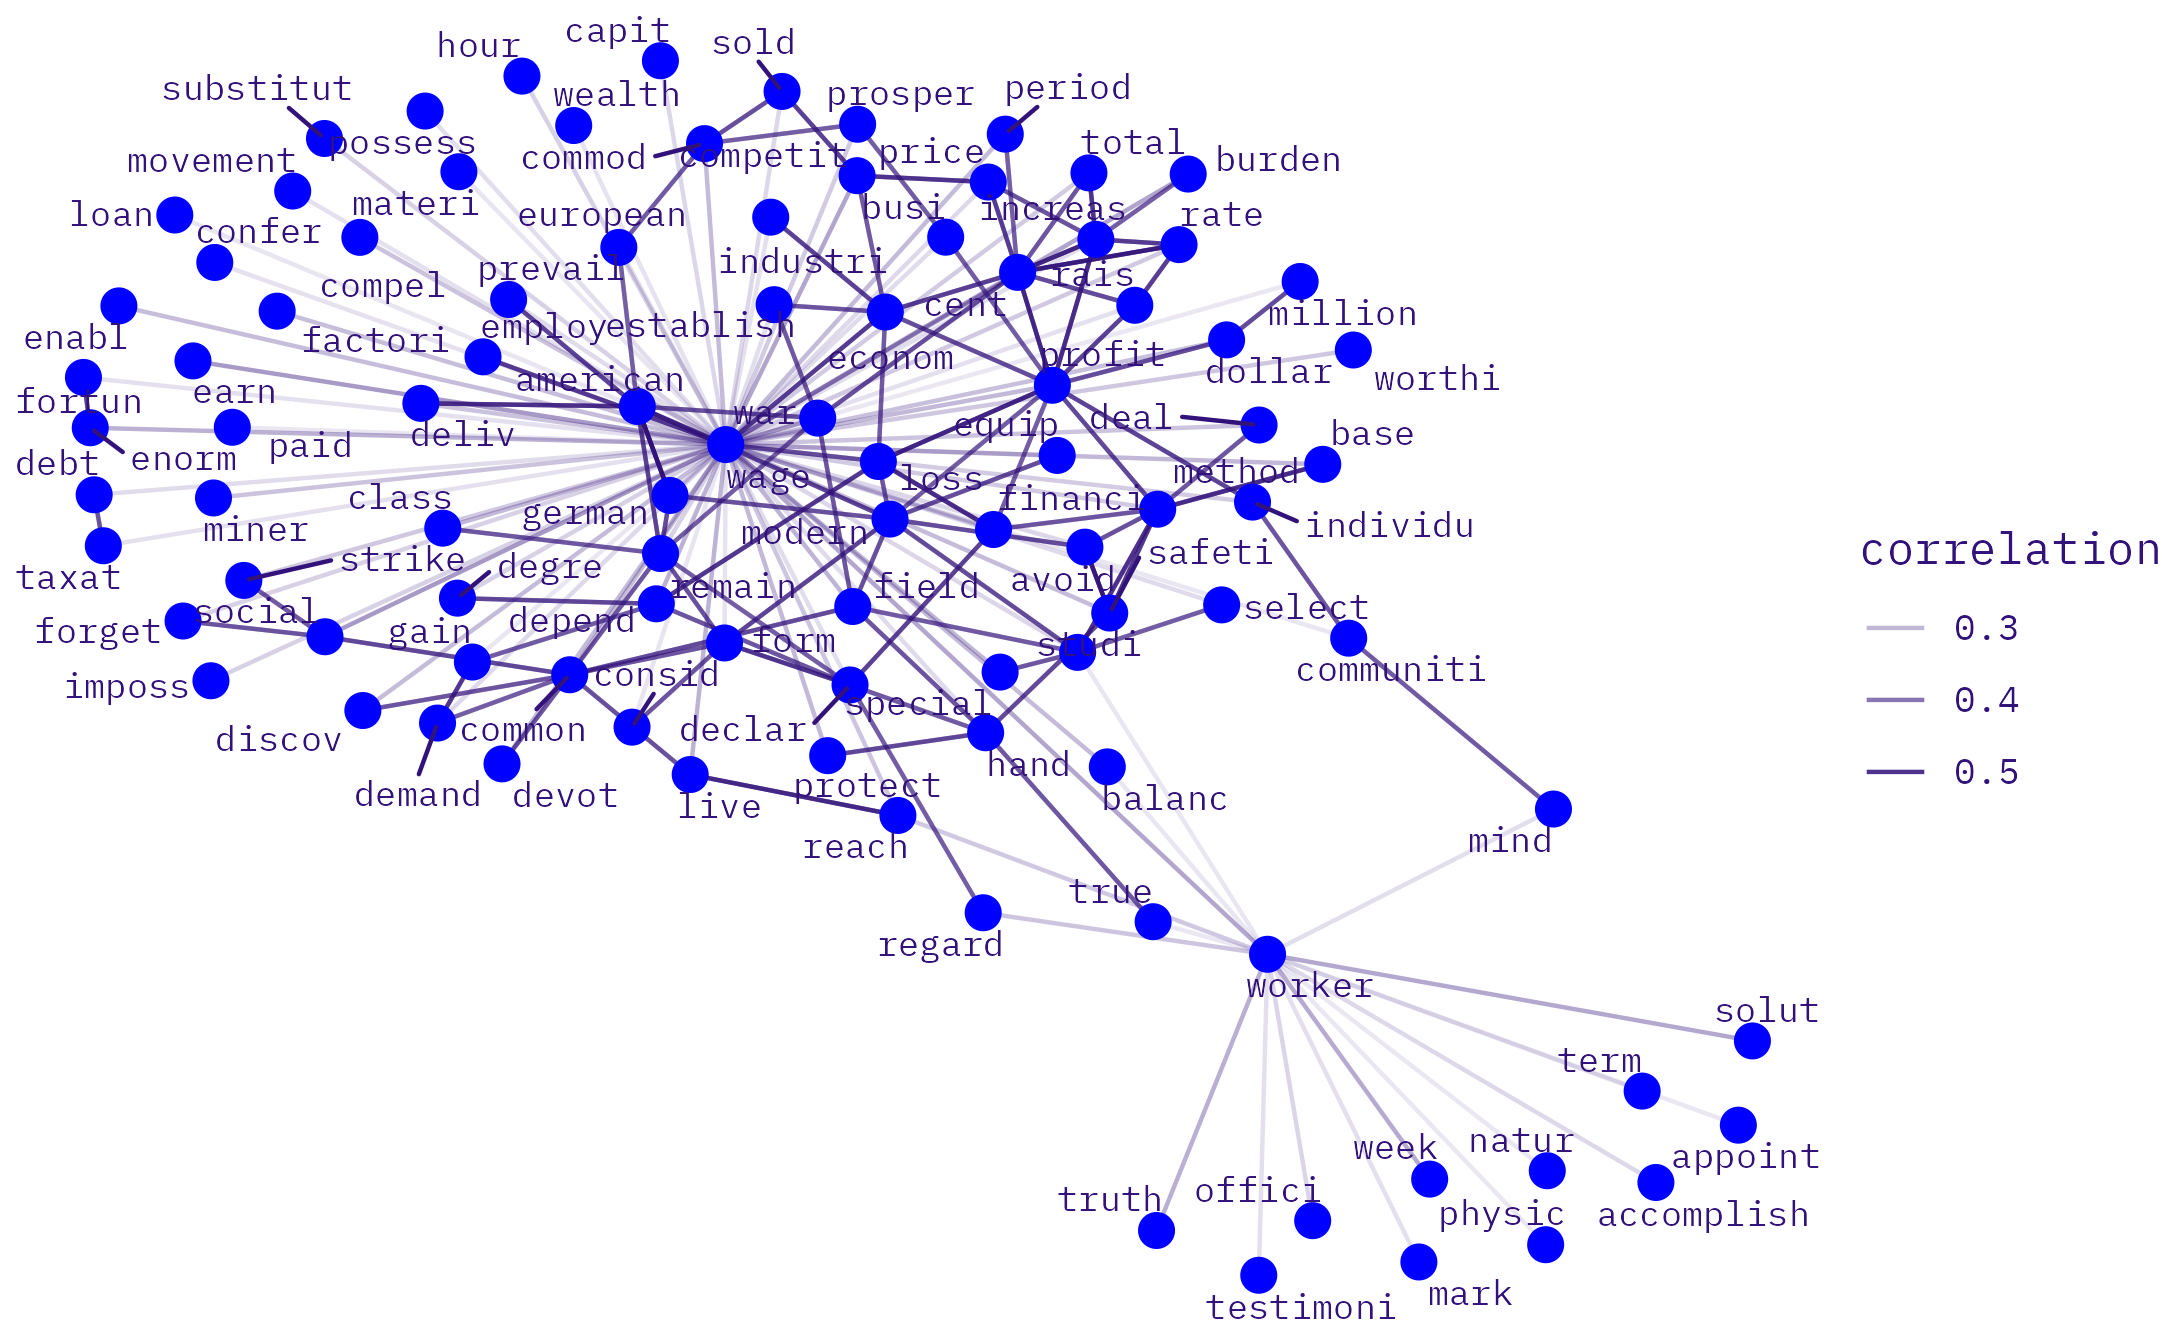 capit
hour
sold
substitut
wealth
prosper
period
possess
commod
competit
price
total
burden
movement
loan
materi
european
busi
increas
rate
confer
prevail
industri
rais
compel
cent
million
enabl
factori
employ
establish
econom
profit
dollar
worthi
fortun
earn
american
war
equip
deal
base
debt
enorm
paid
deliv
wage
loss
method
class
financi
miner
german
modern
individu
correlation
taxat
strike
degre
remain
field
avoid
safeti
forget
social
gain
depend
form
studi
select
0.3
imposs
consid
communiti
discov
common
declar
special
0.4
demand
devot
live
protect
hand
balanc
0.5
reach
mind
true
regard
worker
solut
term
week
natur
appoint
truth
offici
physic
accomplish
testimoni
mark